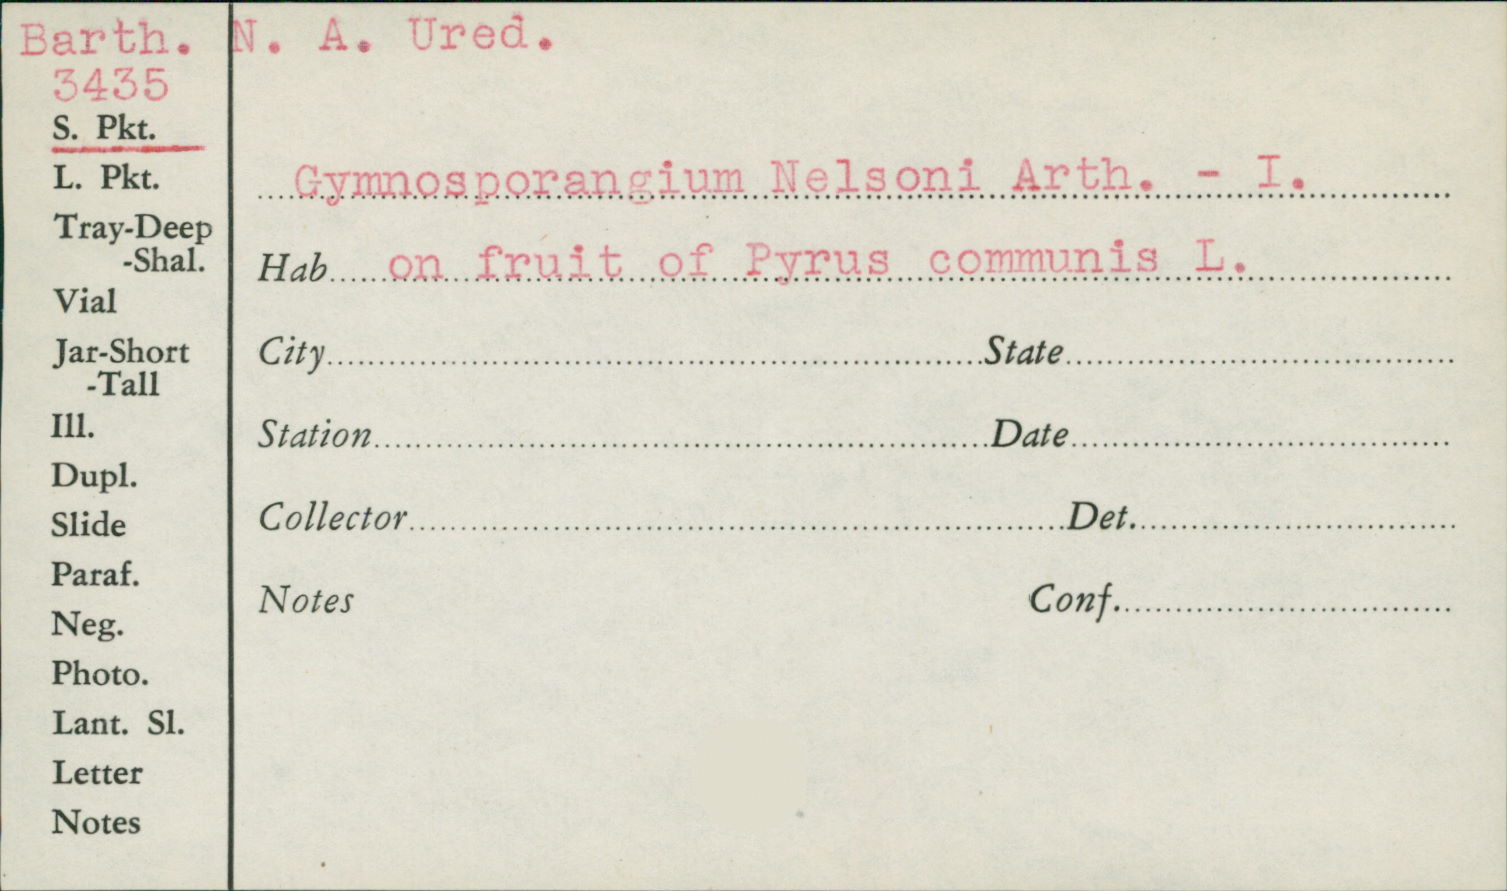 Barth. N. A. Ured.
3435
S. Pkt.
L. Pkt.
Tray-Deep
-Shal.
Vial
Jar-Short
-Tall
Ill.
Dupl.
Slide
Paraf.
Neg.
Photo.
Lant. Sl.
Letter
Notes
Gymnosporangium Nelsoni Arth. - I.
Hab on fruit of Pyrus communis L.
City State
Station Date
Collector Det.
Notes Conf.